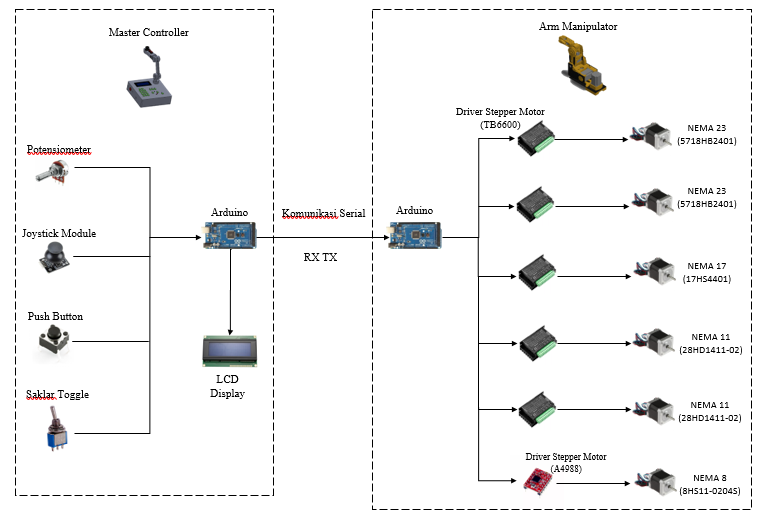 Master Controller
Potensiometer
Joystick Module
Push Button
Saklar Toggle
Arduino
LCD
Display
Komunikasi Serial
RX TX
Arm Manipulator
Arduino
Driver Stepper Motor
(TB6600)
NEMA 23
(5718HB2401)
NEMA 23
(5718HB2401)
NEMA 17
(17HS4401)
NEMA 11
(28HD1411-02)
NEMA 11
(28HD1411-02)
Driver Stepper Motor
(A4988)
NEMA 8
(8HS11-0204S)